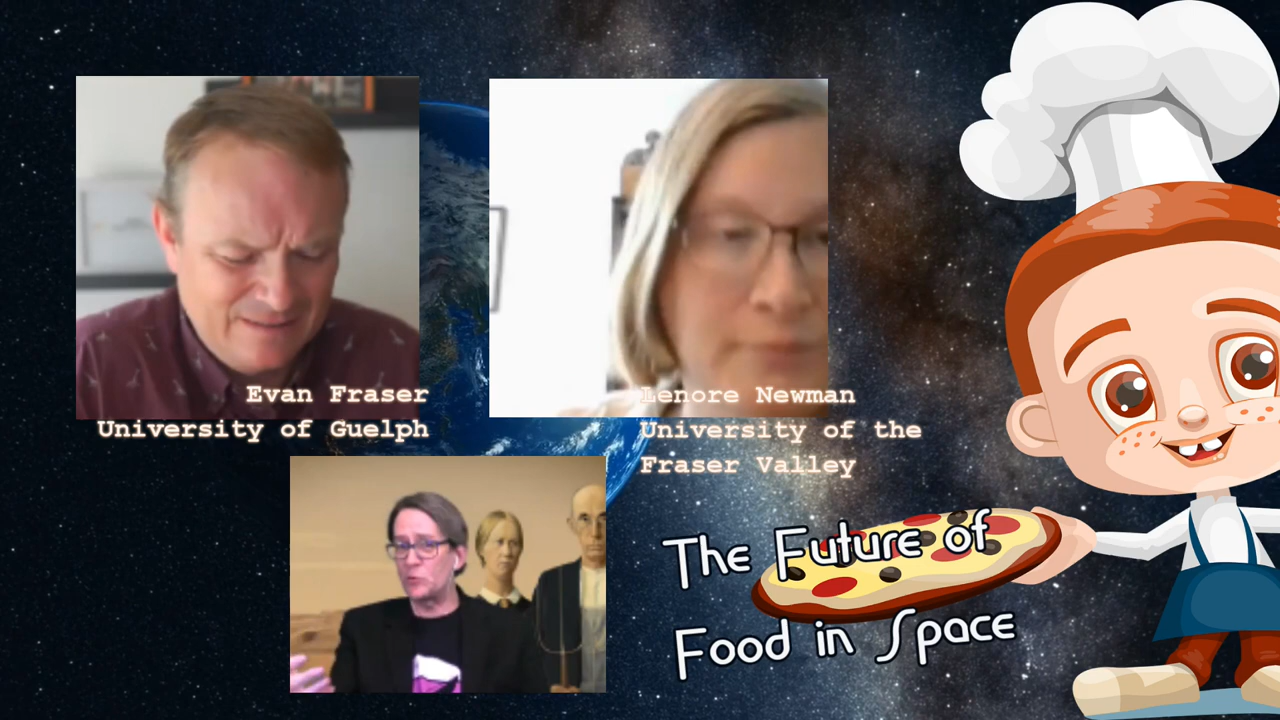 Evan Fraser
University of Guelph
Lenore Newman
University of the
Fraser Valley
The Future of
Food in Space